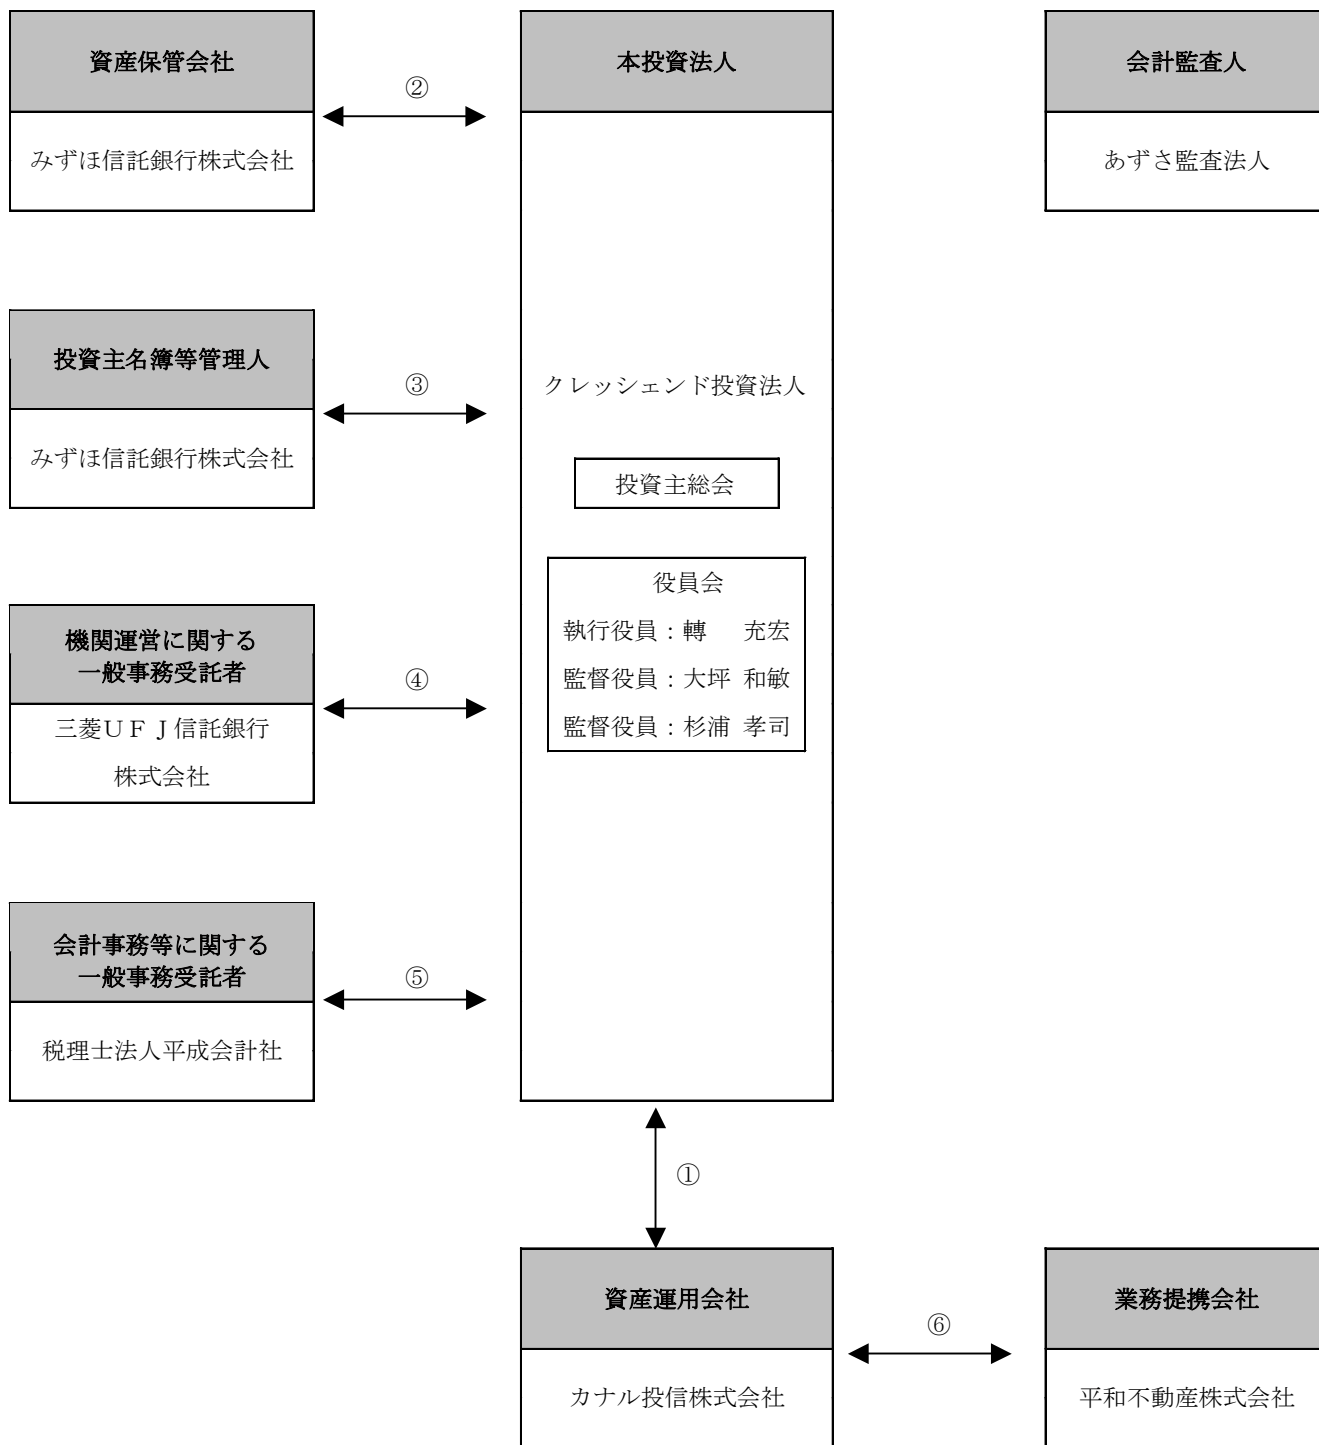 資産保管会社
みずほ信託銀行株式会社
②
本投資法人
会計監査人
あずさ監査法人
投資主名簿等管理人
みずほ信託銀行株式会社
③
クレッシェンド投資法人
投資主総会
役員会
執行役員：轉　充宏
監督役員：大坪 和敏
監督役員：杉浦 孝司
機関運営に関する
一般事務受託者
三菱ＵＦＪ信託銀行
株式会社
④
会計事務等に関する
一般事務受託者
税理士法人平成会計社
⑤
①
資産運用会社
カナル投信株式会社
⑥
業務提携会社
平和不動産株式会社